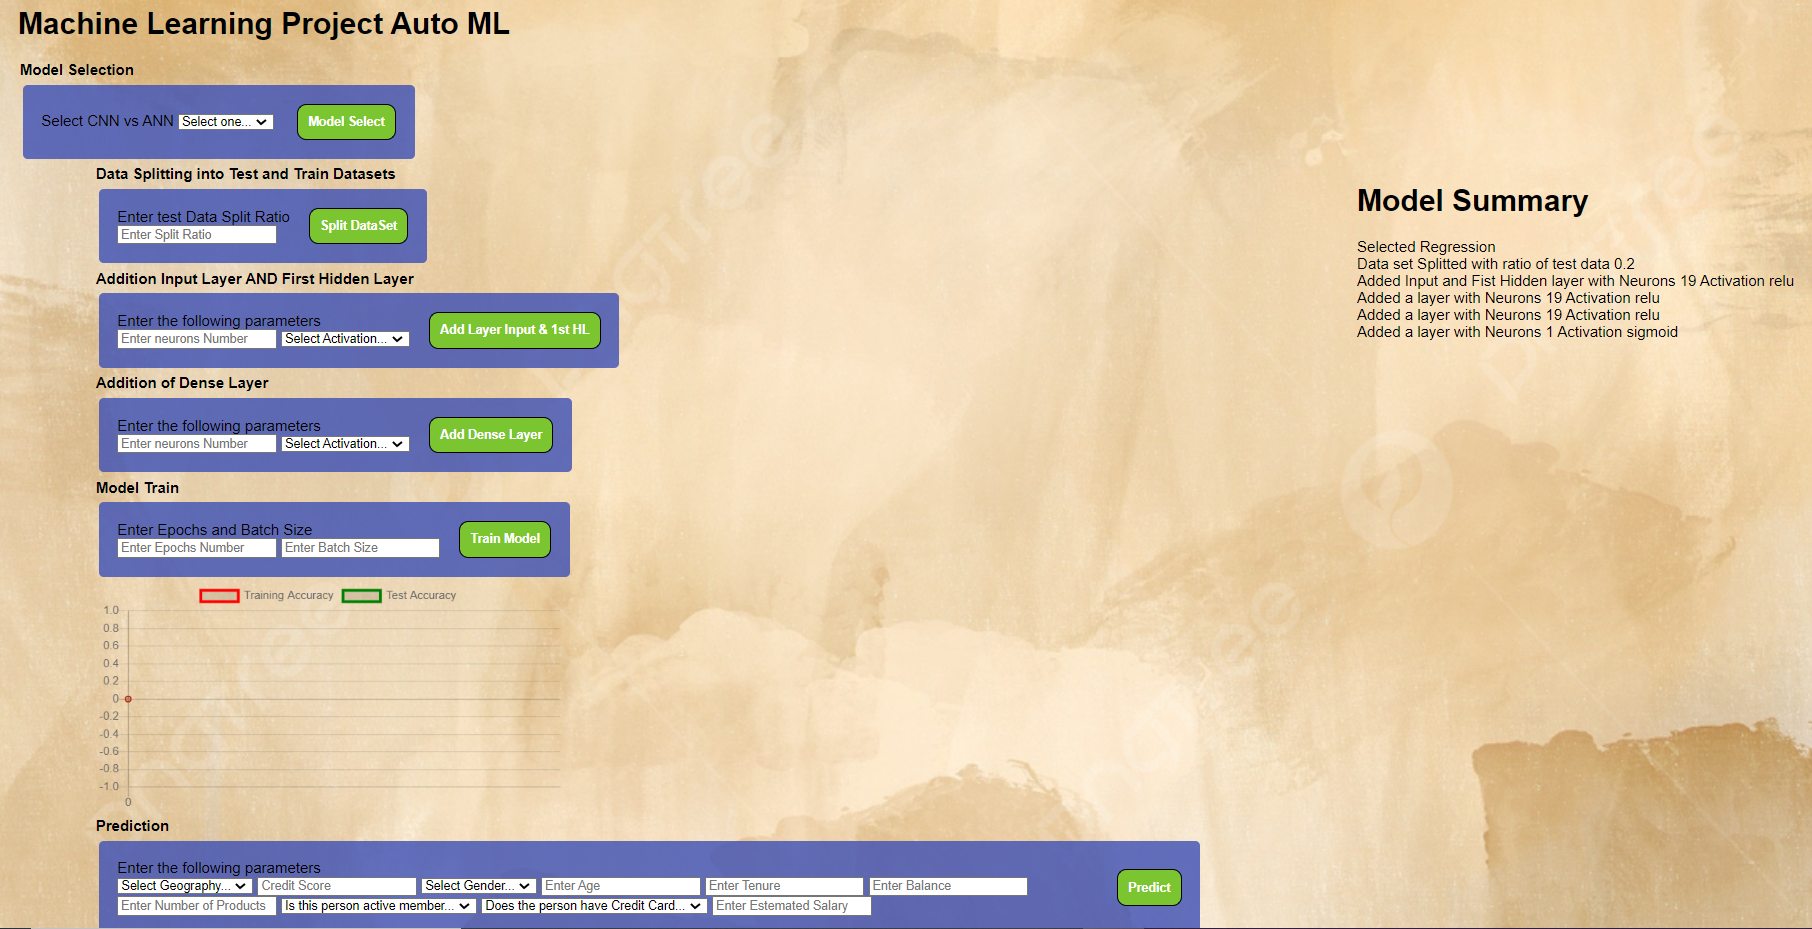 Machine Learning Project Auto ML
Model Selection
Select CNN vs ANN Select one... Model Select
Data Splitting into Test and Train Datasets
Enter test Data Split Ratio
Enter Split Ratio
Split DataSet
Addition Input Layer AND First Hidden Layer
Enter the following parameters
Enter neurons Number Select Activation...
Add Layer Input & 1st HL
Addition of Dense Layer
Enter the following parameters
Enter neurons Number Select Activation...
Add Dense Layer
Model Train
Enter Epochs and Batch Size
Enter Epochs Number Enter Batch Size
Train Model
Training Accuracy Test Accuracy
1.0
0.8
0.6
0.4
0.2
0
-0.2
-0.4
-0.6
-0.8
-1.0
0
Prediction
Enter the following parameters
Select Geography... Credit Score Select Gender... Enter Age Enter Tenure Enter Balance
Enter Number of Products Is this person active member... Does the person have Credit Card... Enter Estemated Salary
Predict
Model Summary
Selected Regression
Data set Splitted with ratio of test data 0.2
Added Input and Fist Hidden layer with Neurons 19 Activation relu
Added a layer with Neurons 19 Activation relu
Added a layer with Neurons 19 Activation relu
Added a layer with Neurons 1 Activation sigmoid
pngtree
pngtree
pngtree